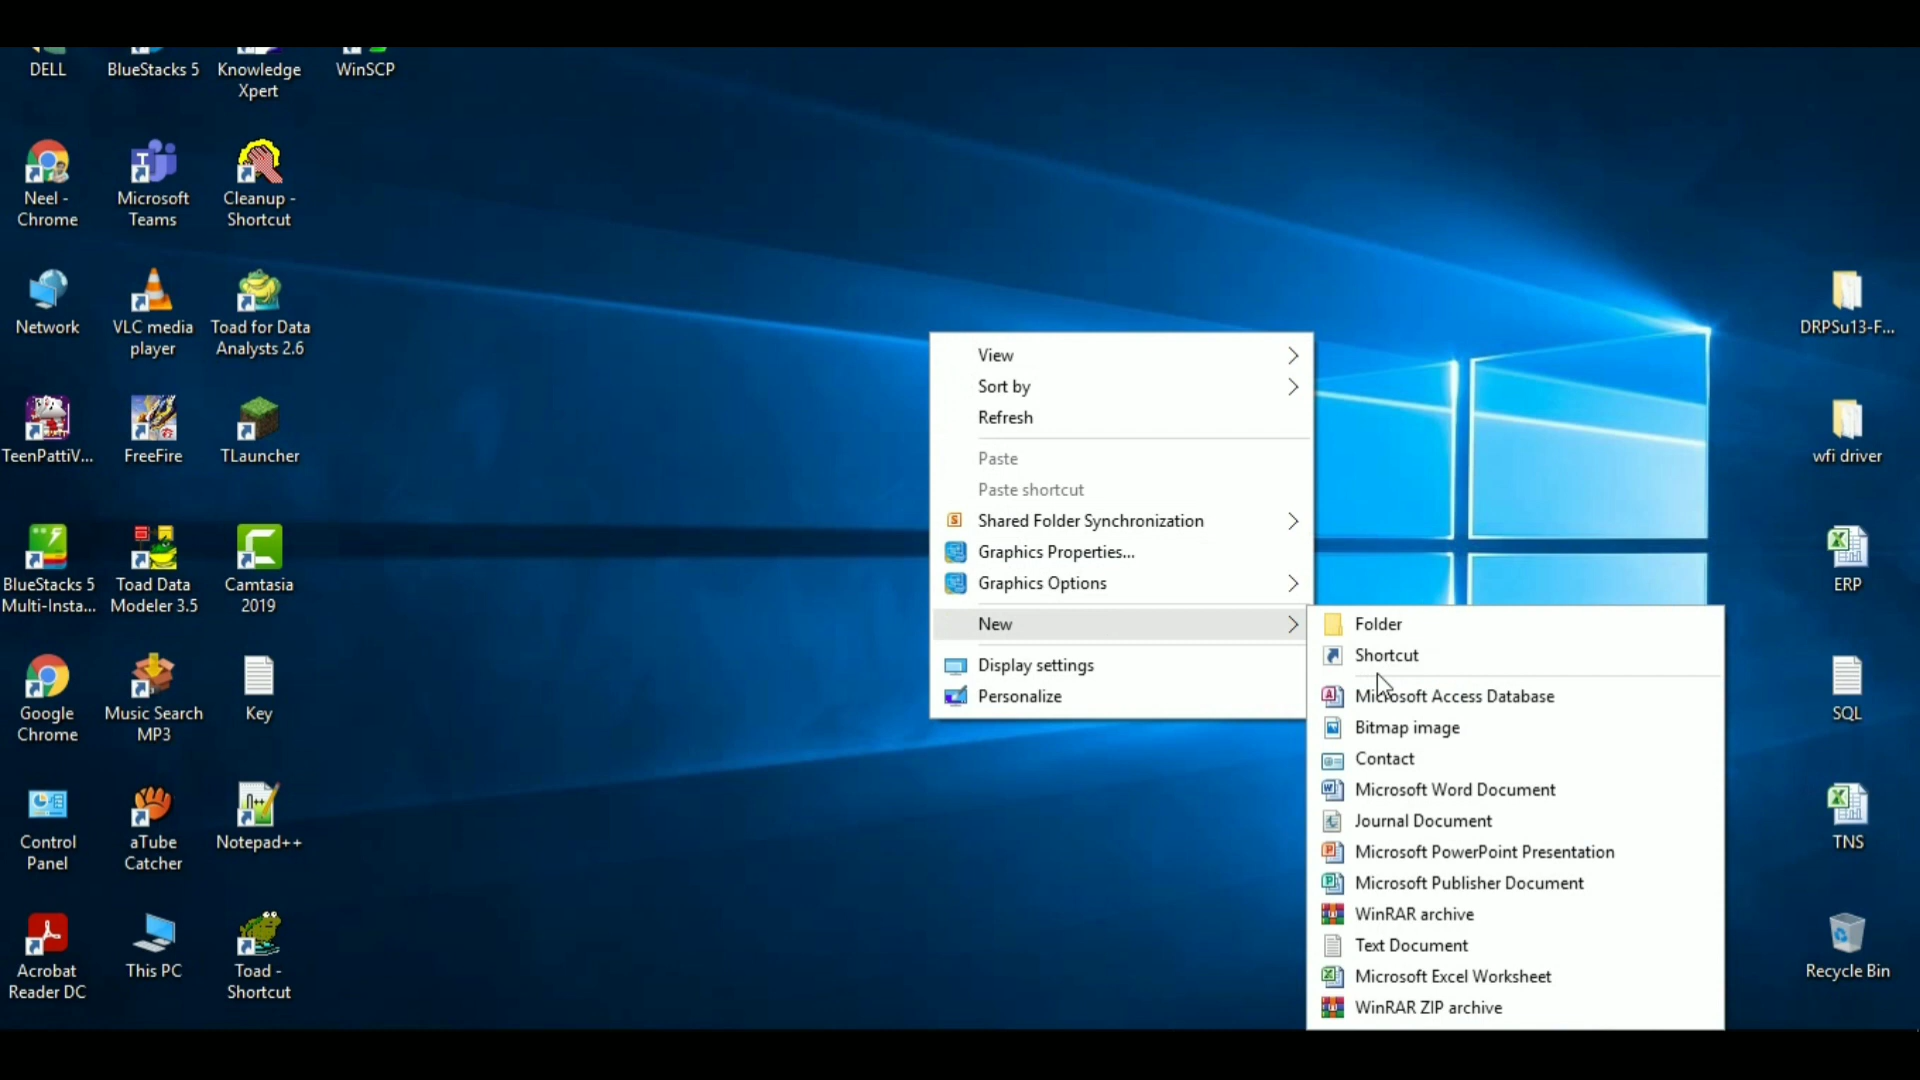 DELL
BlueStacks 5
Knowledge
Xpert
WinSCP
Neel -
Chrome
Microsoft
Teams
Cleanup -
Shortcut
Network
VLC media
player
Toad for Data
Analysts 2.6
TeenPattiV...
FreeFire
TLauncher
BlueStacks 5
Multi-Insta...
Toad Data
Modeler 3.5
Camtasia
2019
Google
Chrome
Music Search
MP3
Key
Control
Panel
aTube
Catcher
Notepad++
Acrobat
Reader DC
This PC
Toad -
Shortcut
View
Sort by
Refresh
Paste
Paste shortcut
Shared Folder Synchronization
Graphics Properties...
Graphics Options
New
Display settings
Personalize
Folder
Shortcut
Microsoft Access Database
Bitmap image
Contact
Microsoft Word Document
Journal Document
Microsoft PowerPoint Presentation
Microsoft Publisher Document
WinRAR archive
Text Document
Microsoft Excel Worksheet
WinRAR ZIP archive
DRPSu13-F...
wfi driver
ERP
SQL
TNS
Recycle Bin